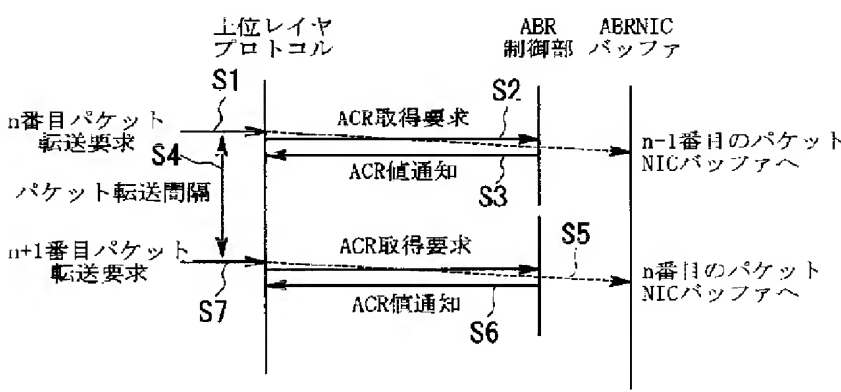 上位レイヤ
プロトコル
ABR
制御部
ABRNIC
バッファ
S1
n番目パケット
転送要求
ACR取得要求
S2
n-1番目のパケット
NICバッファへ
S4
ACR値通知
S3
パケット転送間隔
n+1番目パケット
転送要求
ACR取得要求
S5
n番目のパケット
NICバッファへ
S7
ACR値通知
S6